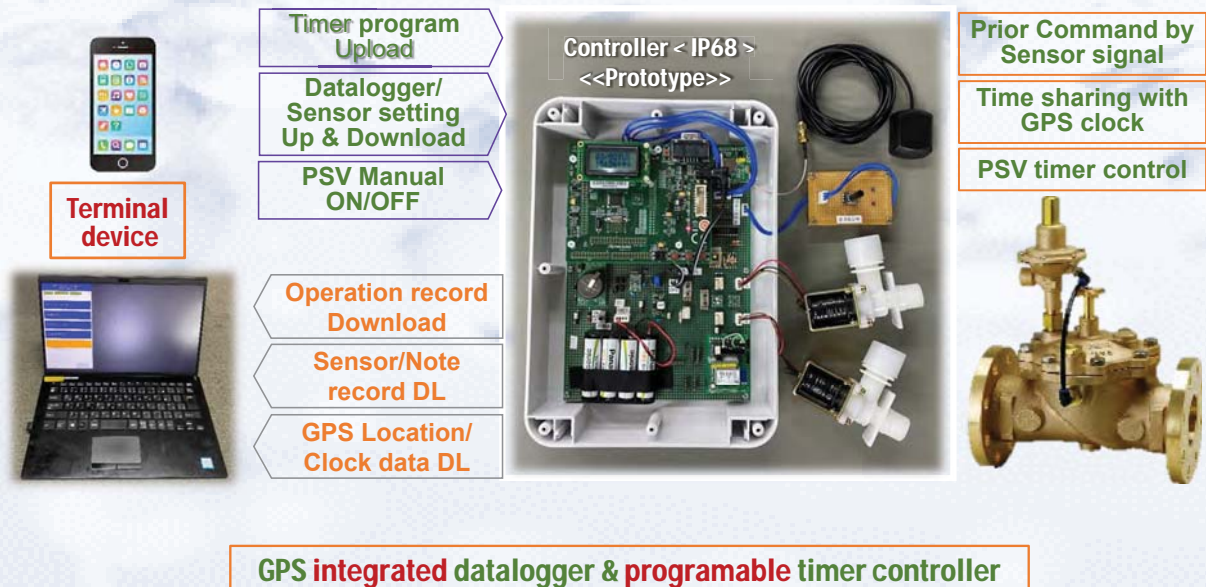 Timer program
Upload
Datalogger/
Sensor setting
Up & Download
PSV Manual
ON/OFF
Terminal
device
Operation record
Download
Sensor/Note
record DL
GPS Location/
Clock data DL
Controller < IP68 >
<<Prototype>>
Prior Command by
Sensor signal
Time sharing with
GPS clock
PSV timer control
GPS integrated datalogger & programable timer controller